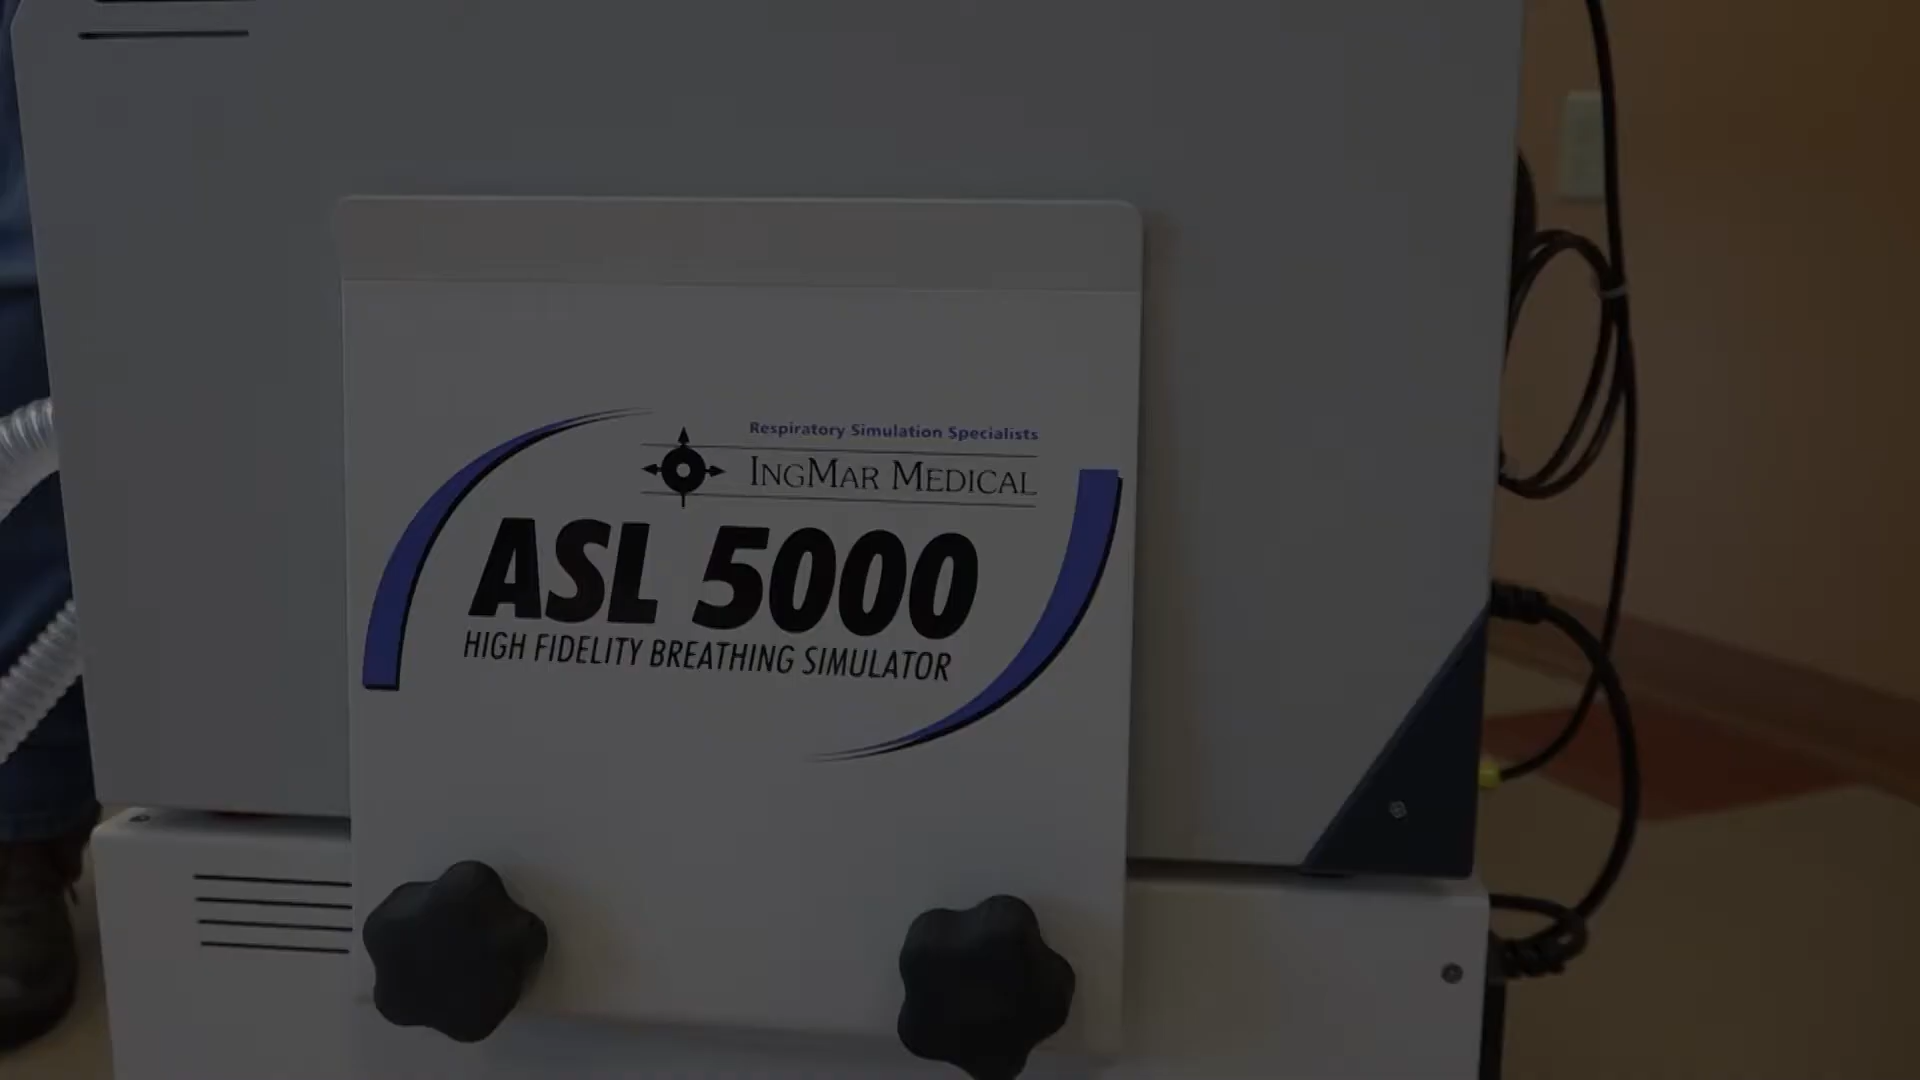 Respiratory Simulation Specialists
INGMAR MEDICAL
ASL 5000
HIGH FIDELITY BREATHING SIMULATOR